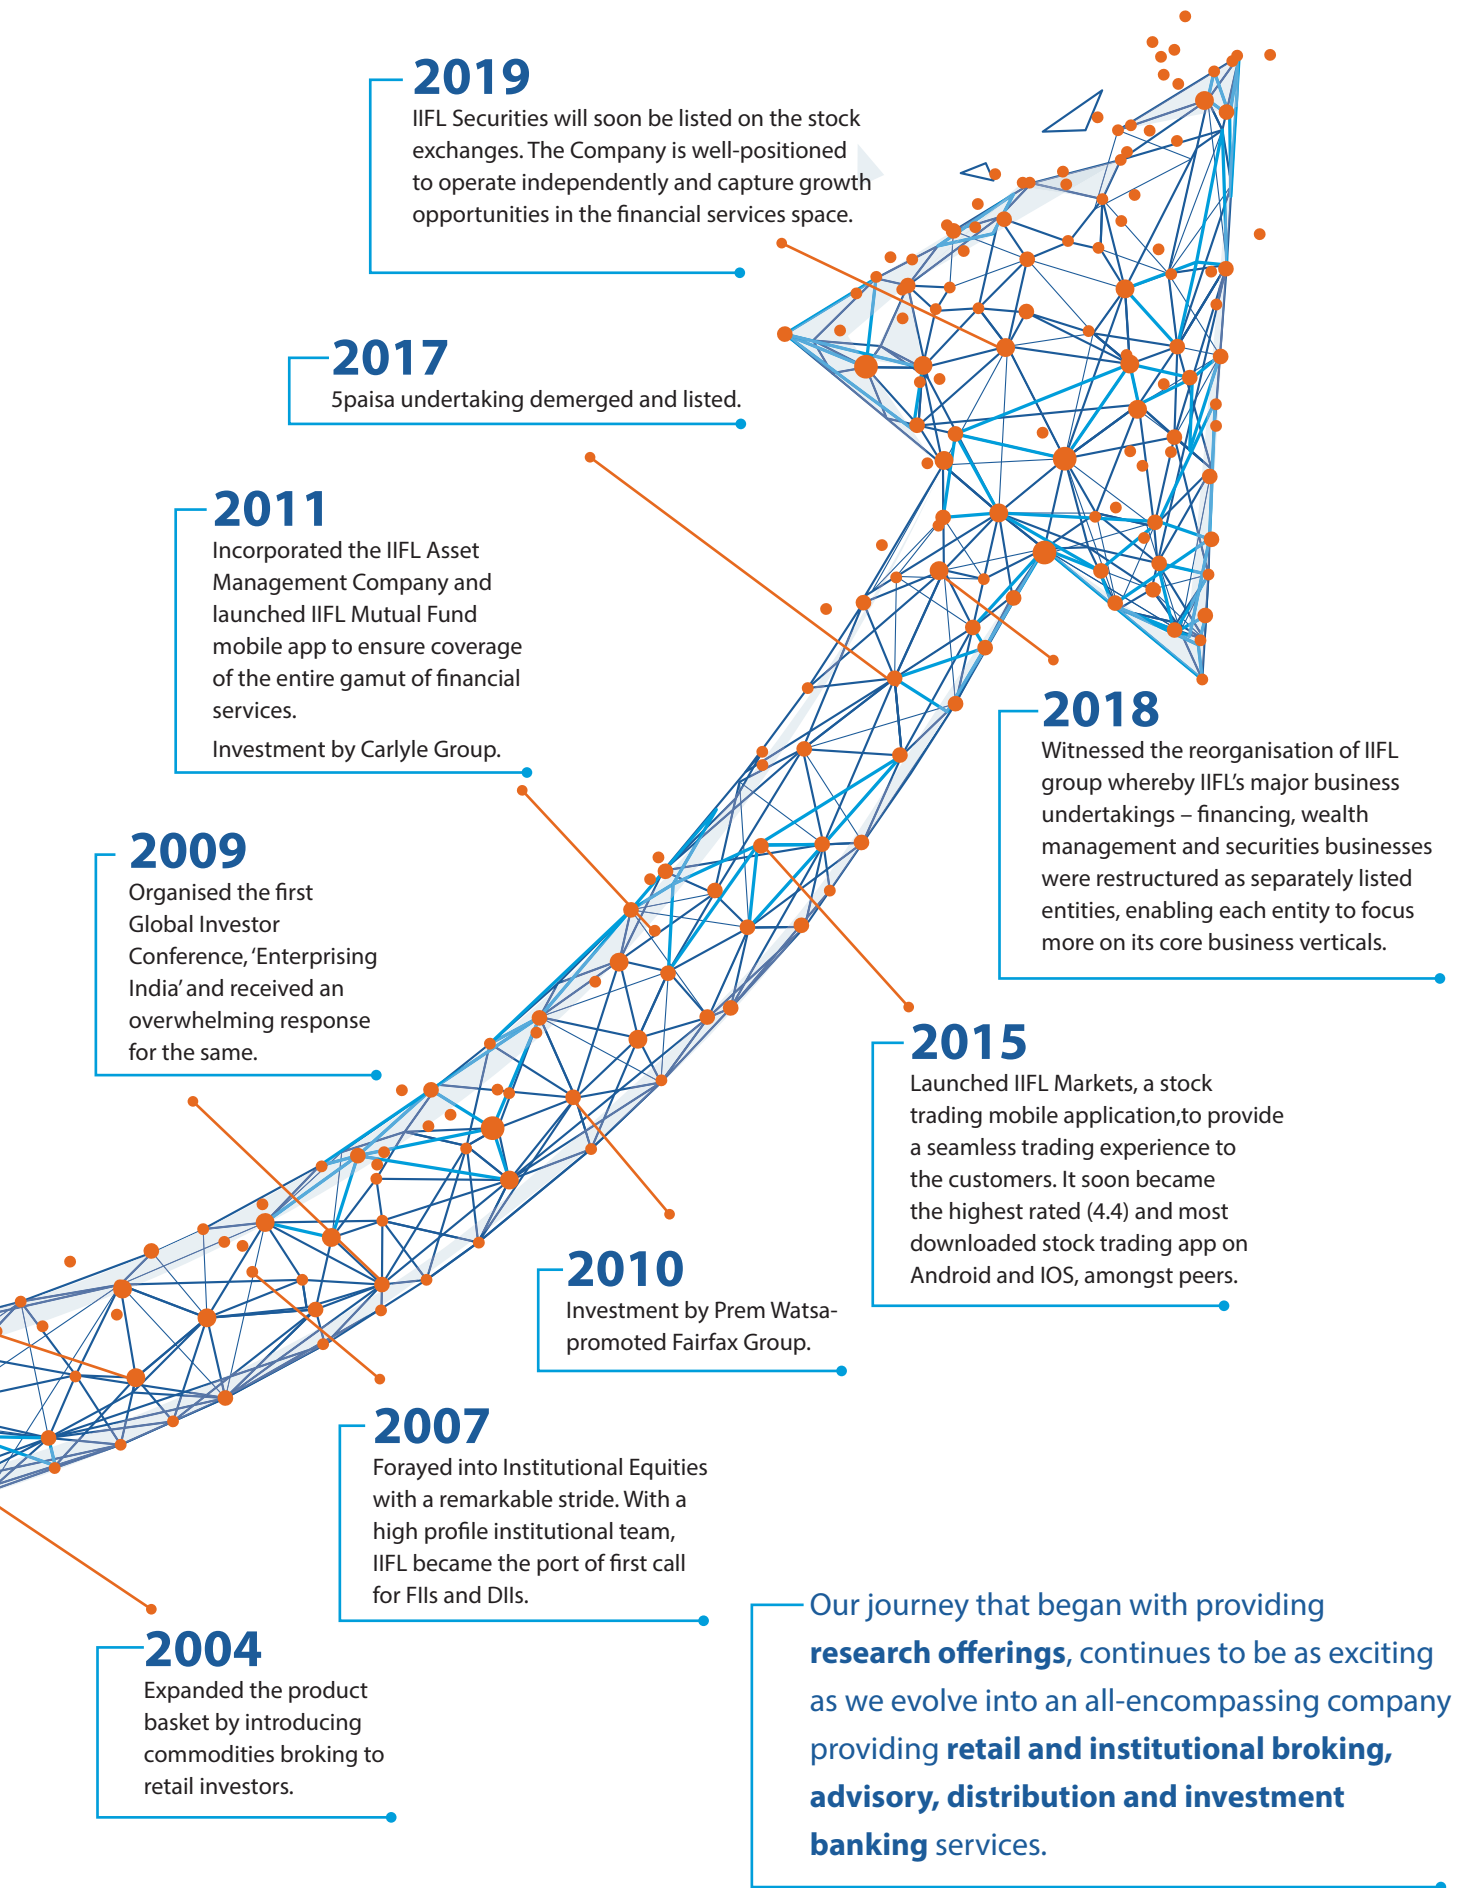 2019
IIFL Securities will soon be listed on the stock
exchanges. The Company is well-positioned
to operate independently and capture growth
opportunities in the financial services space.
2017
5paisa undertaking demerged and listed.
2011
Incorporated the IIFL Asset
Management Company and
launched IIFL Mutual Fund
mobile app to ensure coverage
of the entire gamut of financial
services.
Investment by Carlyle Group.
2018
Witnessed the reorganisation of IIFL
group whereby IIFL's major business
undertakings – financing, wealth
management and securities businesses
were restructured as separately listed
entities, enabling each entity to focus
more on its core business verticals.
2009
Organised the first
Global Investor
Conference, 'Enterprising
India' and received an
overwhelming response
for the same.
2015
Launched IIFL Markets, a stock
trading mobile application,to provide
a seamless trading experience to
the customers. It soon became
the highest rated (4.4) and most
downloaded stock trading app on
Android and IOS, amongst peers.
2010
Investment by Prem Watsa-
promoted Fairfax Group.
2007
Forayed into Institutional Equities
with a remarkable stride. With a
high profile institutional team,
IIFL became the port of first call
for FIIs and DIIs.
2004
Expanded the product
basket by introducing
commodities broking to
retail investors.
Our journey that began with providing
research offerings, continues to be as exciting
as we evolve into an all-encompassing company
providing retail and institutional broking,
advisory, distribution and investment
banking services.